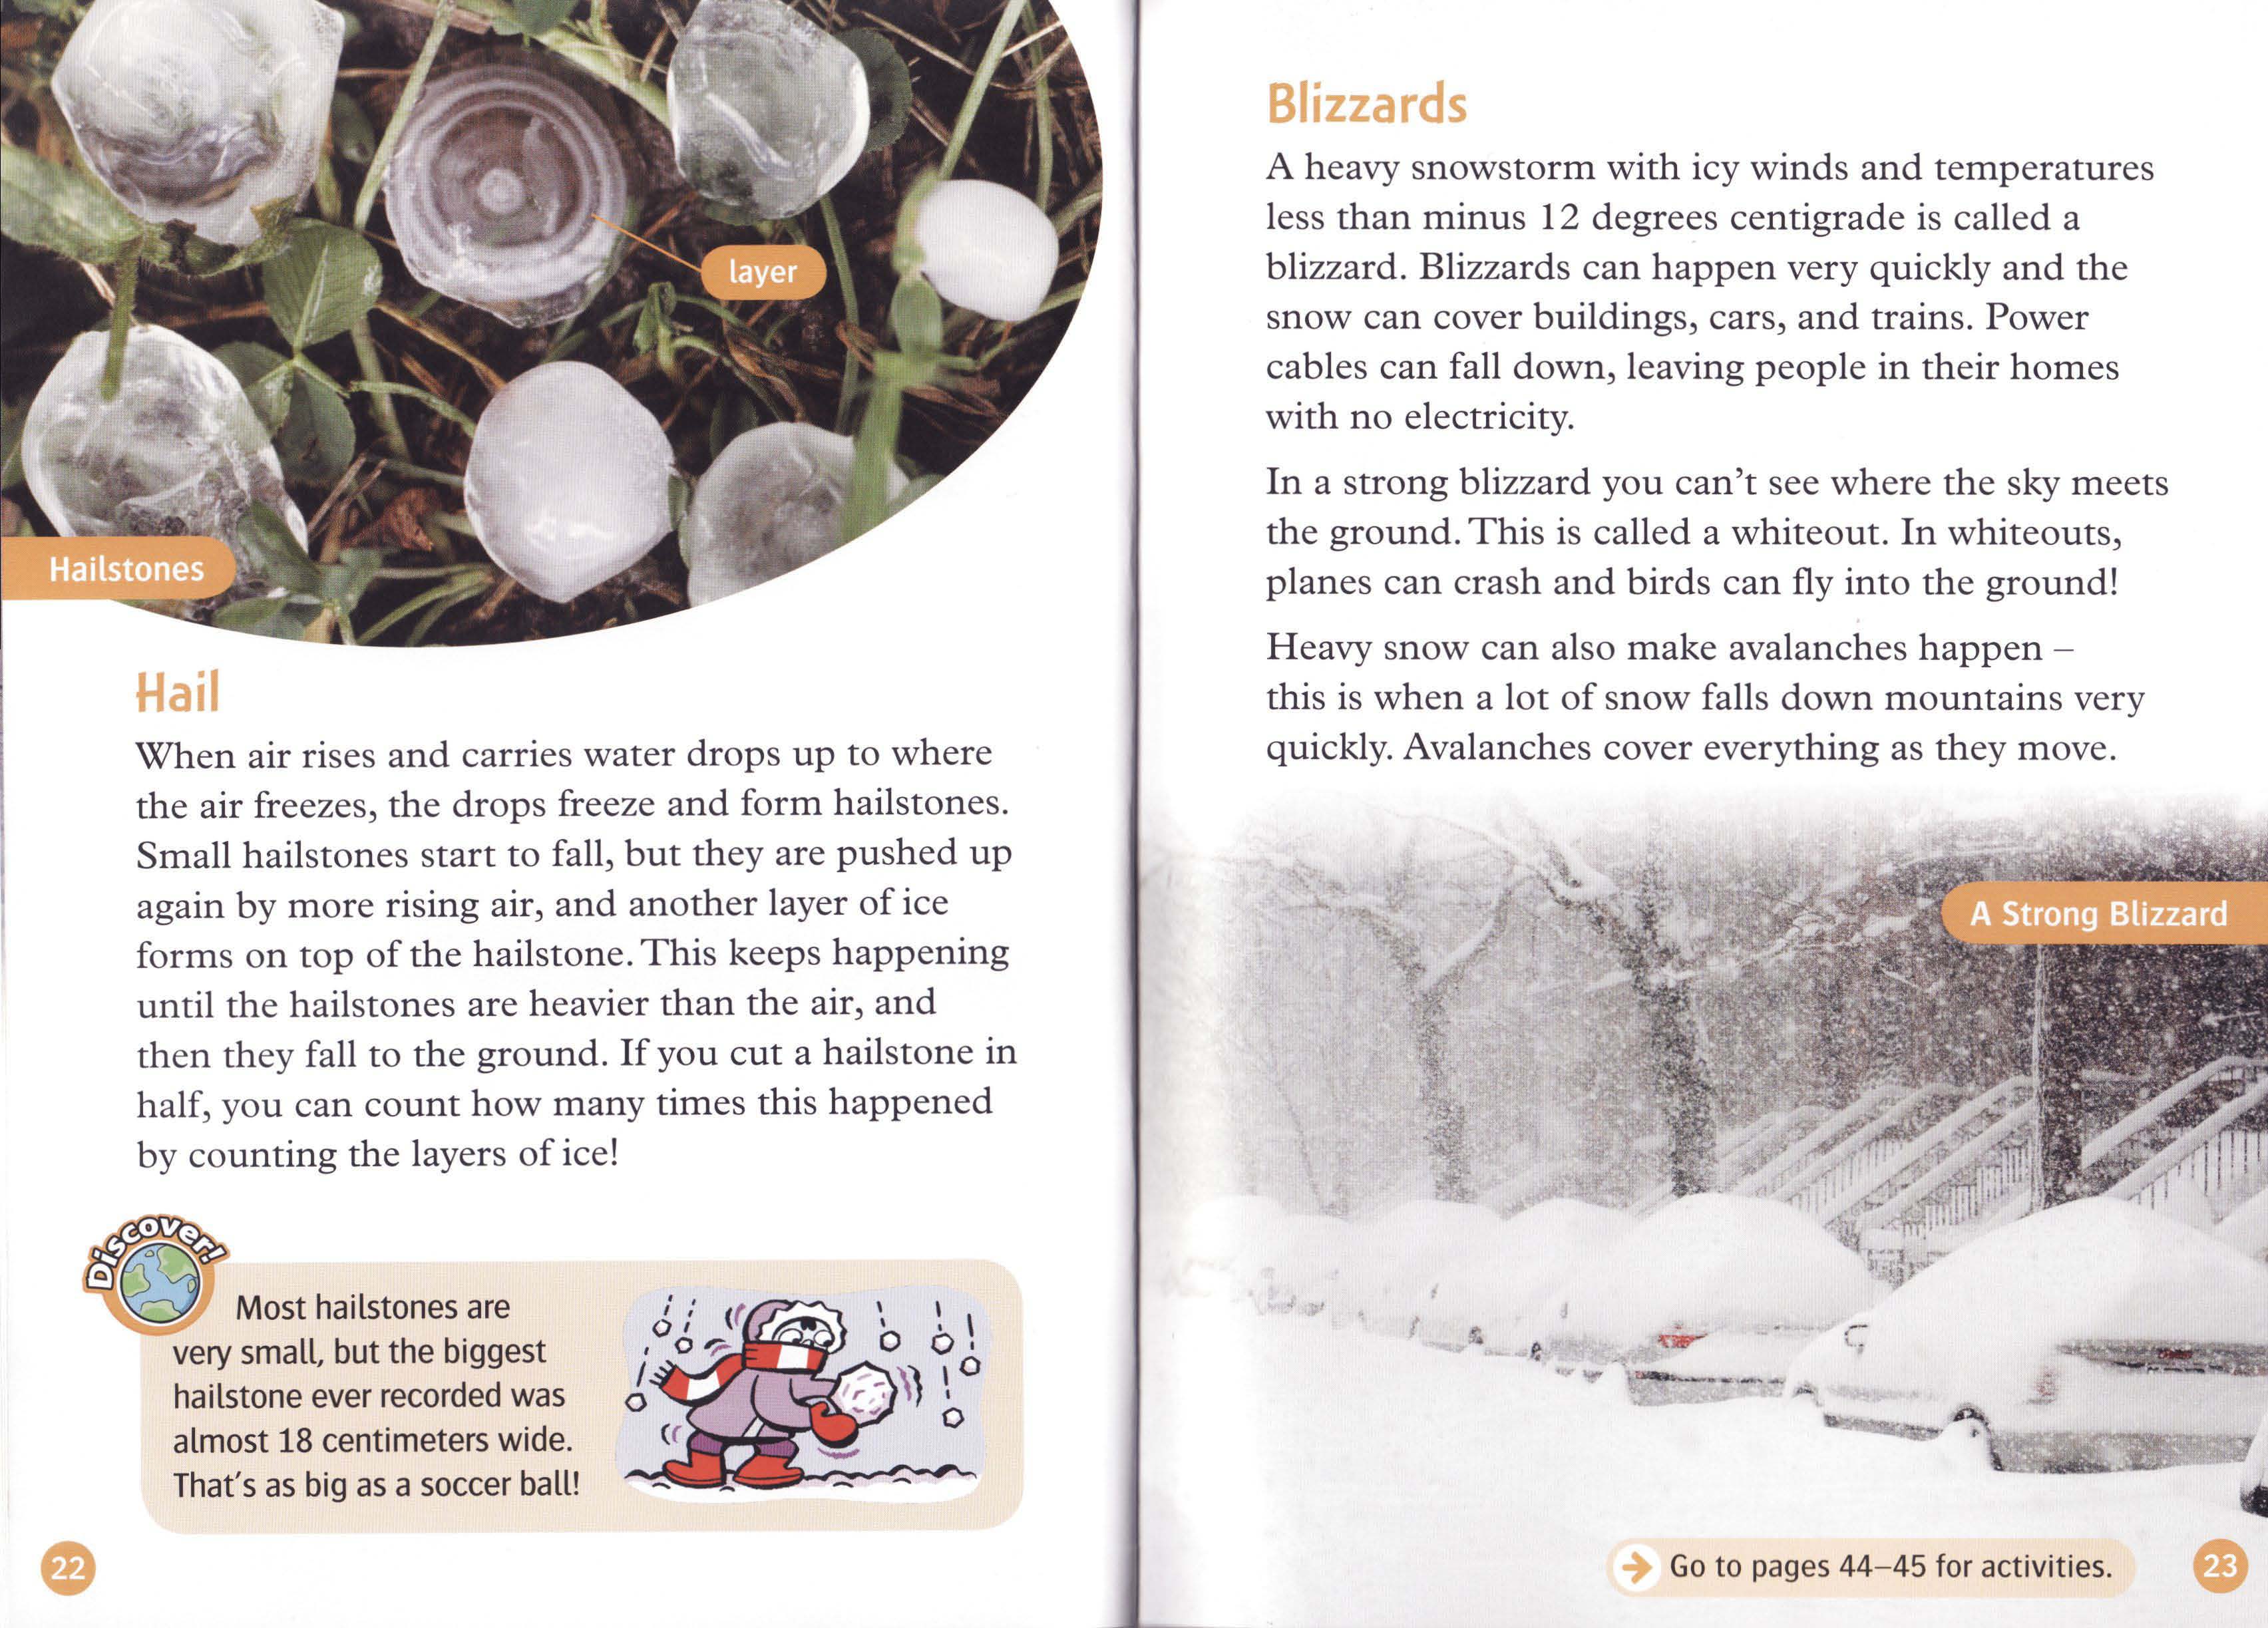 layer
Hailstones
Hail
When air rises and carries water drops up to where
the air freezes, the drops freeze and form hailstones.
Small hailstones start to fall, but they are pushed up
again by more rising air, and another layer of ice
forms on top of the hailstone. This keeps happening
until the hailstones are heavier than the air, and
then they fall to the ground. If you cut a hailstone in
half, you can count how many times this happened
by counting the layers of ice!
Discover!
Most hailstones are
very small, but the biggest
hailstone ever recorded was
almost 18 centimeters wide.
That's as big as a soccer ball!
22
Blizzards
A heavy snowstorm with icy winds and temperatures
less than minus 12 degrees centigrade is called a
blizzard. Blizzards can happen very quickly and the
snow can cover buildings, cars, and trains. Power
cables can fall down, leaving people in their homes
with no electricity.
In a strong blizzard you can't see where the sky meets
the ground. This is called a whiteout. In whiteouts,
planes can crash and birds can fly into the ground!
Heavy snow can also make avalanches happen –
this is when a lot of snow falls down mountains very
quickly. Avalanches cover everything as they move.
A Strong Blizzard
Go to pages 44–45 for activities.
23